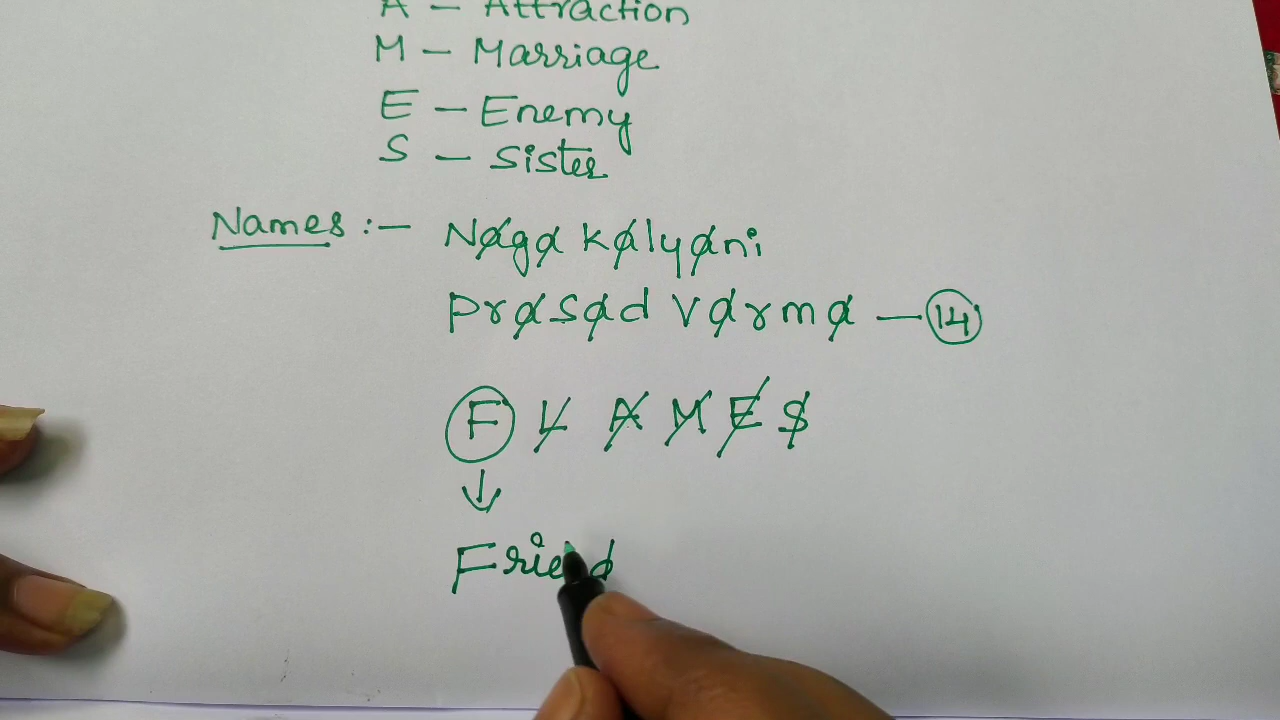 A - Attraction
M - Marriage
E - Enemy
S - Sister
Names :- Naga Kalyani
Prasad Varma - 14
F L A M E S
↓
Friend